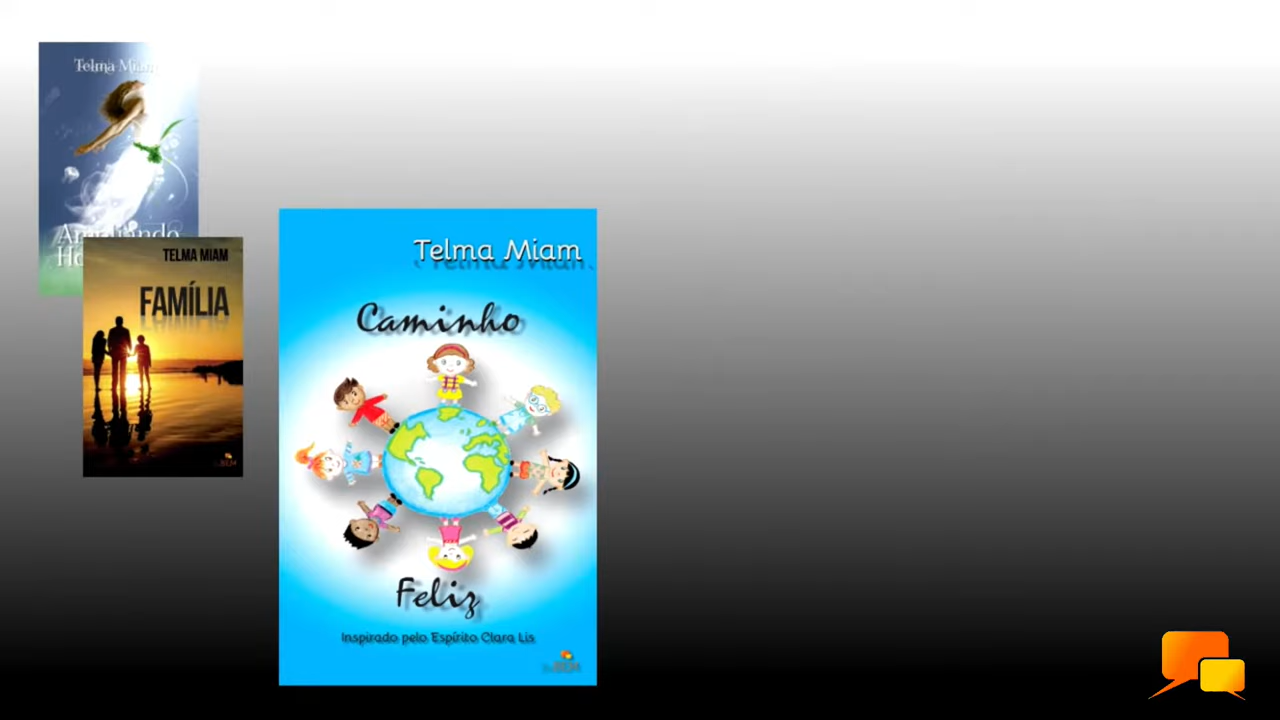 Telma Miam
TELMA MIAM
FAMÍLIA
Telma Miam
Caminho
Feliz
Inspirado pelo Espírito Clara Lis